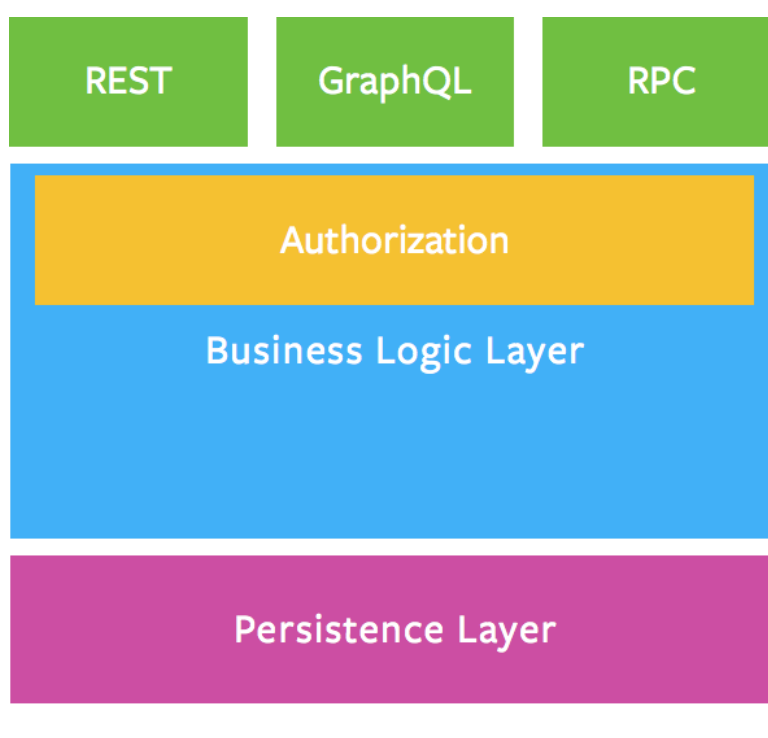 REST
GraphQL
RPC
Authorization
Business Logic Layer
Persistence Layer